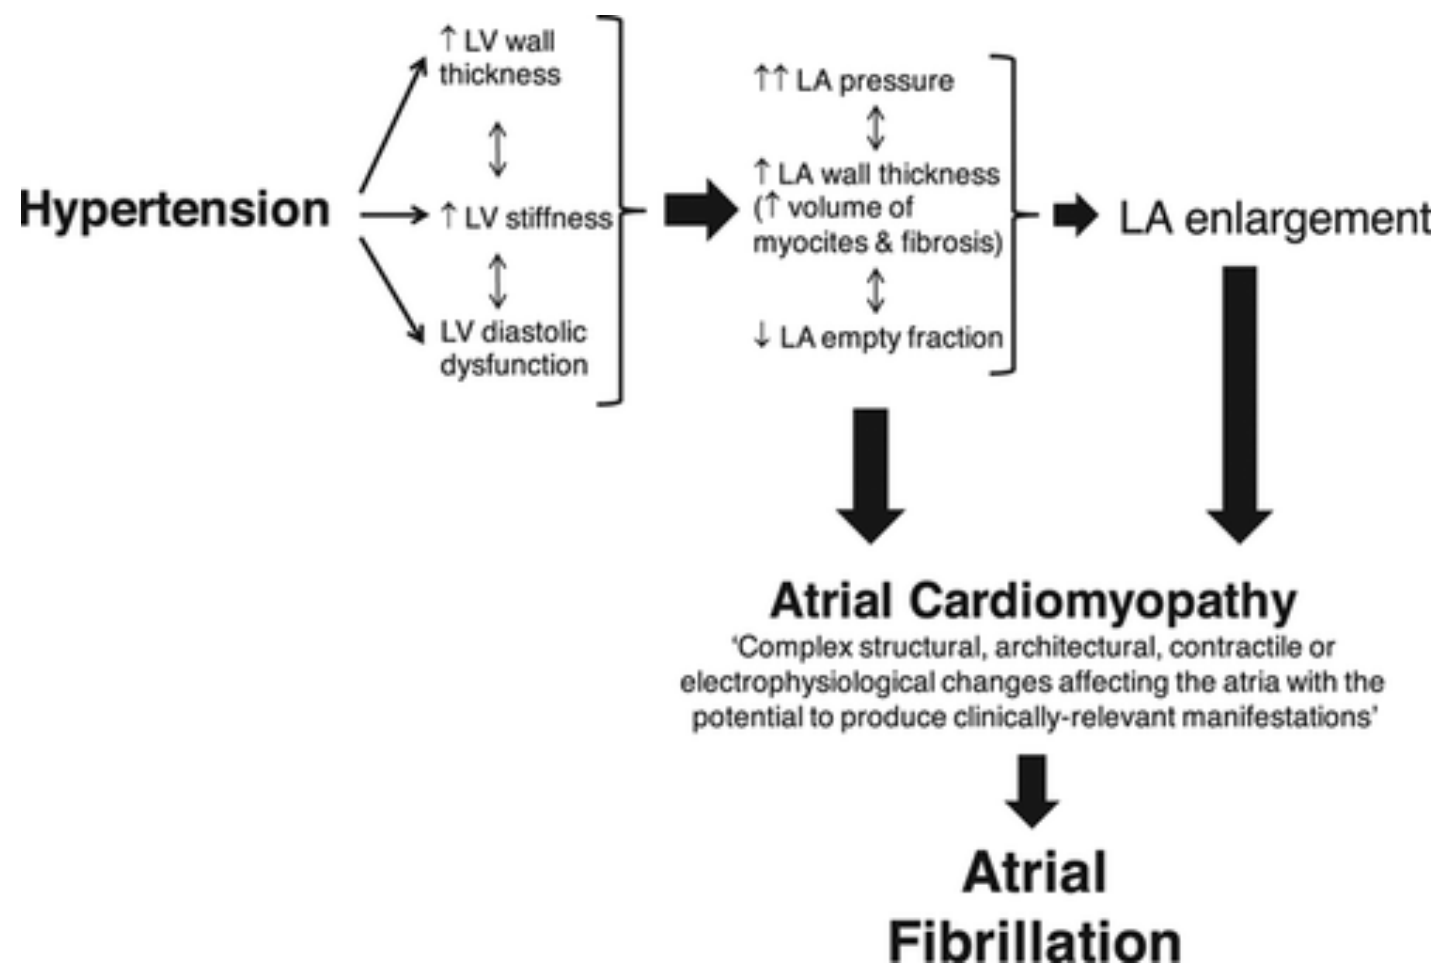 Hypertension
↑ LV wall
thickness
↑ LV stiffness
LV diastolic
dysfunction
↑↑ LA pressure
↑ LA wall thickness
(↑ volume of
myocites & fibrosis)
↓ LA empty fraction
LA enlargement
Atrial Cardiomyopathy
‘Complex structural, architectural, contractile or
electrophysiological changes affecting the atria with the
potential to produce clinically-relevant manifestations’
Atrial
Fibrillation